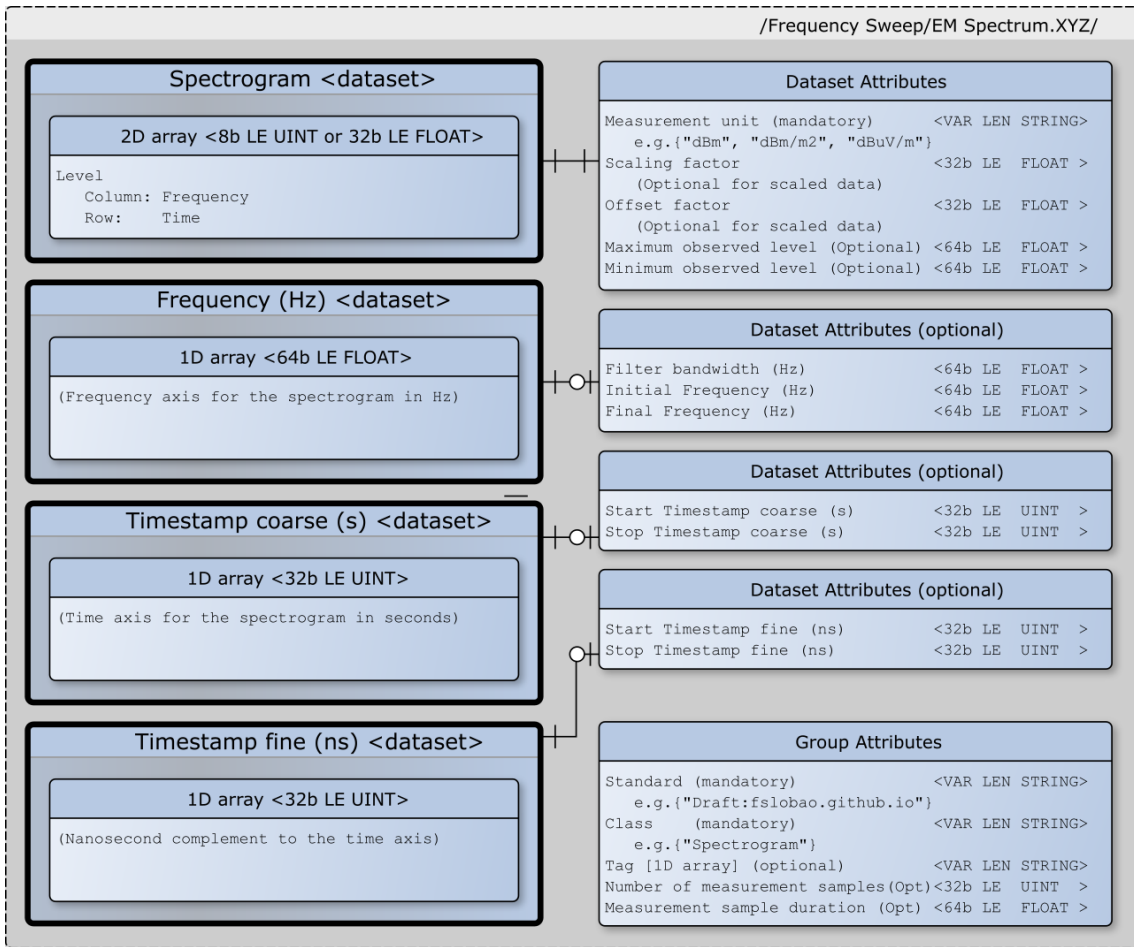 /Frequency Sweep/EM Spectrum.XYZ/
Spectrogram <dataset>
2D array <8b LE UINT or 32b LE FLOAT>
Level
Column: Frequency
Row: Time
Dataset Attributes
Measurement unit (mandatory) <VAR LEN STRING>
e.g.{"dBm", "dBm/m2", "dBuV/m"}
Scaling factor <32b LE FLOAT >
(Optional for scaled data)
Offset factor <32b LE FLOAT >
(Optional for scaled data)
Maximum observed level (Optional) <64b LE FLOAT >
Minimum observed level (Optional) <64b LE FLOAT >
Frequency (Hz) <dataset>
1D array <64b LE FLOAT>
(Frequency axis for the spectrogram in Hz)
Dataset Attributes (optional)
Filter bandwidth (Hz) <64b LE FLOAT >
Initial Frequency (Hz) <64b LE FLOAT >
Final Frequency (Hz) <64b LE FLOAT >
Timestamp coarse (s) <dataset>
1D array <32b LE UINT>
(Time axis for the spectrogram in seconds)
Dataset Attributes (optional)
Start Timestamp coarse (s) <32b LE UINT >
Stop Timestamp coarse (s) <32b LE UINT >
Dataset Attributes (optional)
Start Timestamp fine (ns) <32b LE UINT >
Stop Timestamp fine (ns) <32b LE UINT >
Timestamp fine (ns) <dataset>
1D array <32b LE UINT>
(Nanosecond complement to the time axis)
Group Attributes
Standard (mandatory) <VAR LEN STRING>
e.g.{"Draft:fslobao.github.io"}
Class (mandatory) <VAR LEN STRING>
e.g.{"Spectrogram"}
Tag [1D array] (optional) <VAR LEN STRING>
Number of measurement samples(Opt)<32b LE UINT >
Measurement sample duration (Opt) <64b LE FLOAT >